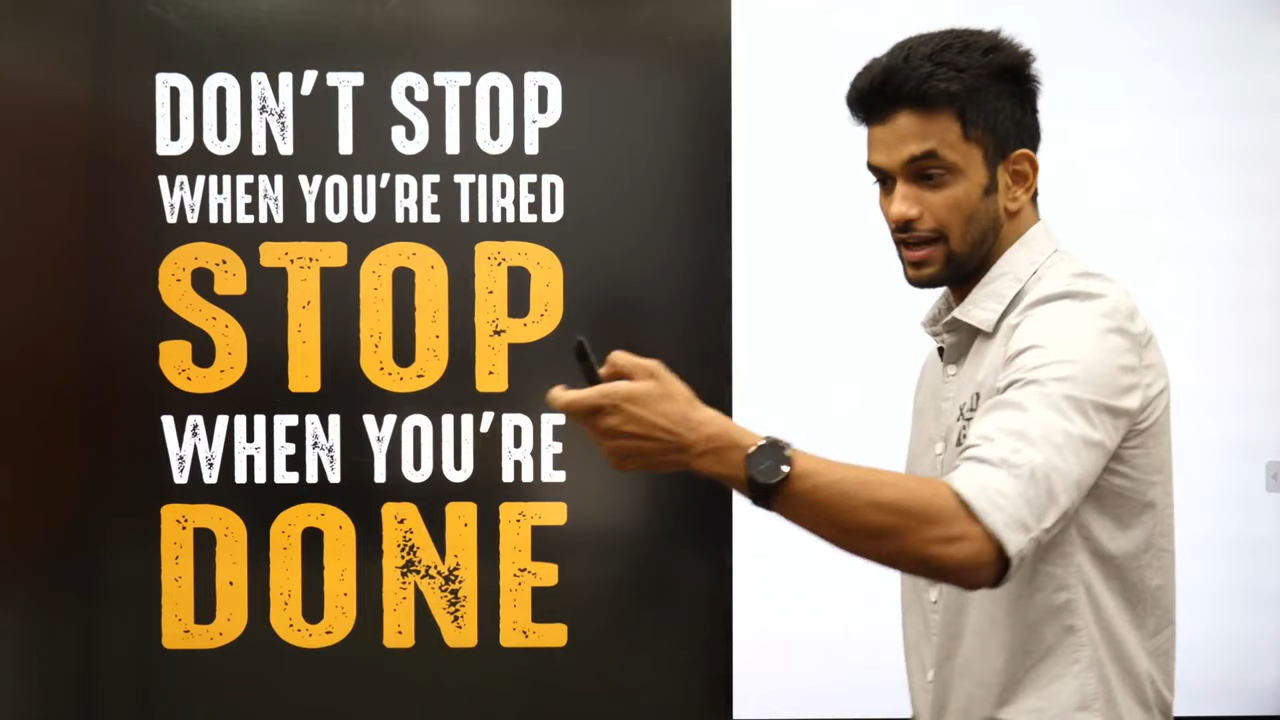 DON'T STOP
WHEN YOU'RE TIRED
STOP
WHEN YOU'RE
DONE